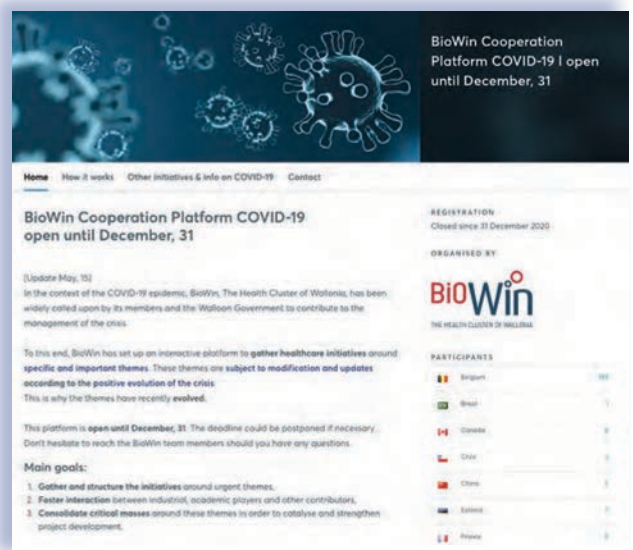 BioWin Cooperation
Platform COVID-19 | open
until December, 31
Home How it works Other initiatives & info on COVID-19 Contact
BioWin Cooperation Platform COVID-19
open until December, 31
[Update May, 15]
In the context of the COVID-19 epidemic, BioWin, The Health Cluster of Wallonia, has been
widely called upon by its members and the Walloon Government to contribute to the
management of the crisis.
To this end, BioWin has set up an interactive platform to gather healthcare initiatives around
specific and important themes. These themes are subject to modification and updates
according to the positive evolution of the crisis.
This is why the themes have recently evolved.
This platform is open until December, 31. The deadline could be postponed if necessary.
Don't hesitate to reach the BioWin team members should you have any questions.
Main goals:
1. Gather and structure the initiatives around urgent themes,
2. Foster interaction between industrial, academic players and other contributors,
3. Consolidate critical masses around these themes in order to catalyse and strengthen
project development.
REGISTRATION
Closed since 31 December 2020
ORGANISED BY
BioWin
THE HEALTH CLUSTER OF WALLONIA
PARTICIPANTS
Belgium
Brazil
Canada
Chile
China
Estonia
France